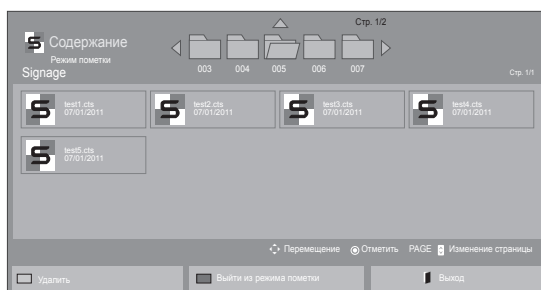 Стр. 1/2
Содержание
Режим пометки
Signage
003 004 005 006 007
Стр. 1/1
test1.cts
07/01/2011
test2.cts
07/01/2011
test3.cts
07/01/2011
test4.cts
07/01/2011
test5.cts
07/01/2011
Перемещение Отметить PAGE Изменение страницы
Удалить Выйти из режима пометки Выход